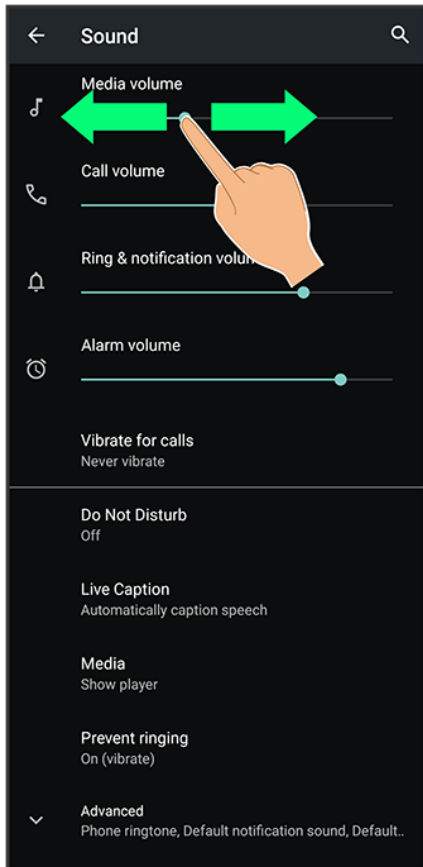 Sound
Media volume
Call volume
Ring & notification
Alarm volume
Vibrate for calls
Never vibrate
Do Not Disturb
Off
Live Caption
Automatically caption speech
Media
Show player
Prevent ringing
On (vibrate)
Advanced
Phone ringtone, Default notification sound, Default..